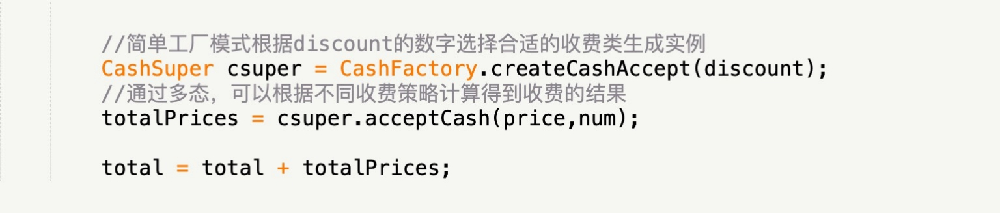 //简单工厂模式根据discount的数字选择合适的收费类生成实例
CashSuper csuper = CashFactory.createCashAccept(discount);
//通过多态，可以根据不同收费策略计算得到收费的结果
totalPrices = csuper.acceptCash(price,num);
total = total + totalPrices;